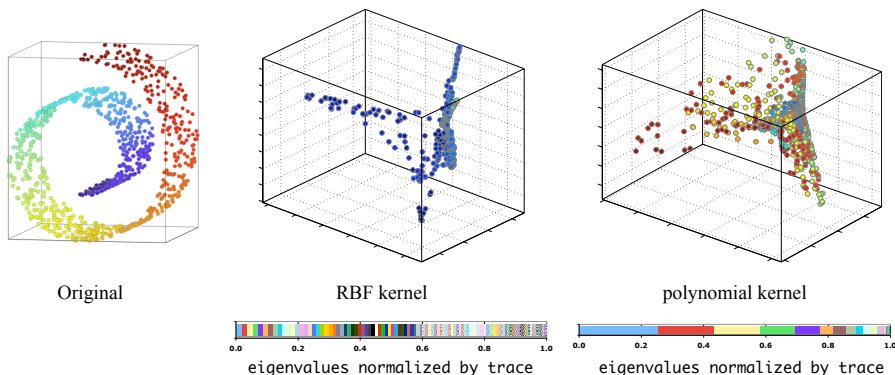 Original
RBF kernel
polynomial kernel
0.0 0.2 0.4 0.6 0.8 1.0
eigenvalues normalized by trace
0.0 0.2 0.4 0.6 0.8 1.0
eigenvalues normalized by trace